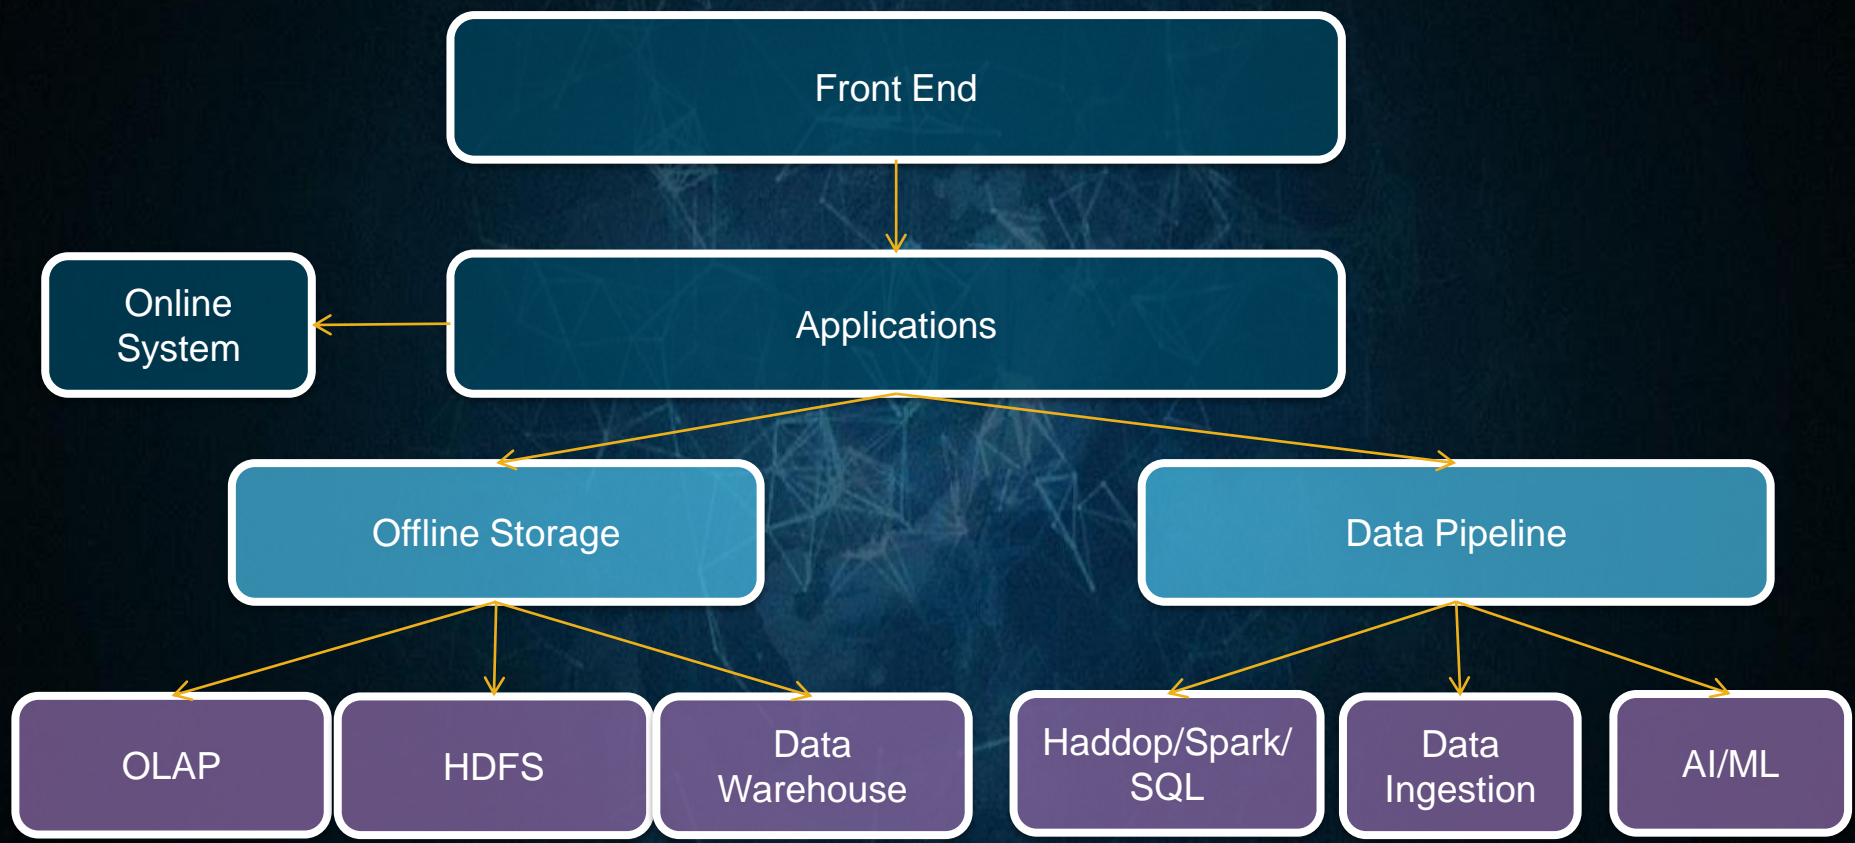 Front End
Online
System
Applications
Offline Storage
Data Pipeline
OLAP
HDFS
Data
Warehouse
Haddop/Spark/
SQL
Data
Ingestion
AI/ML